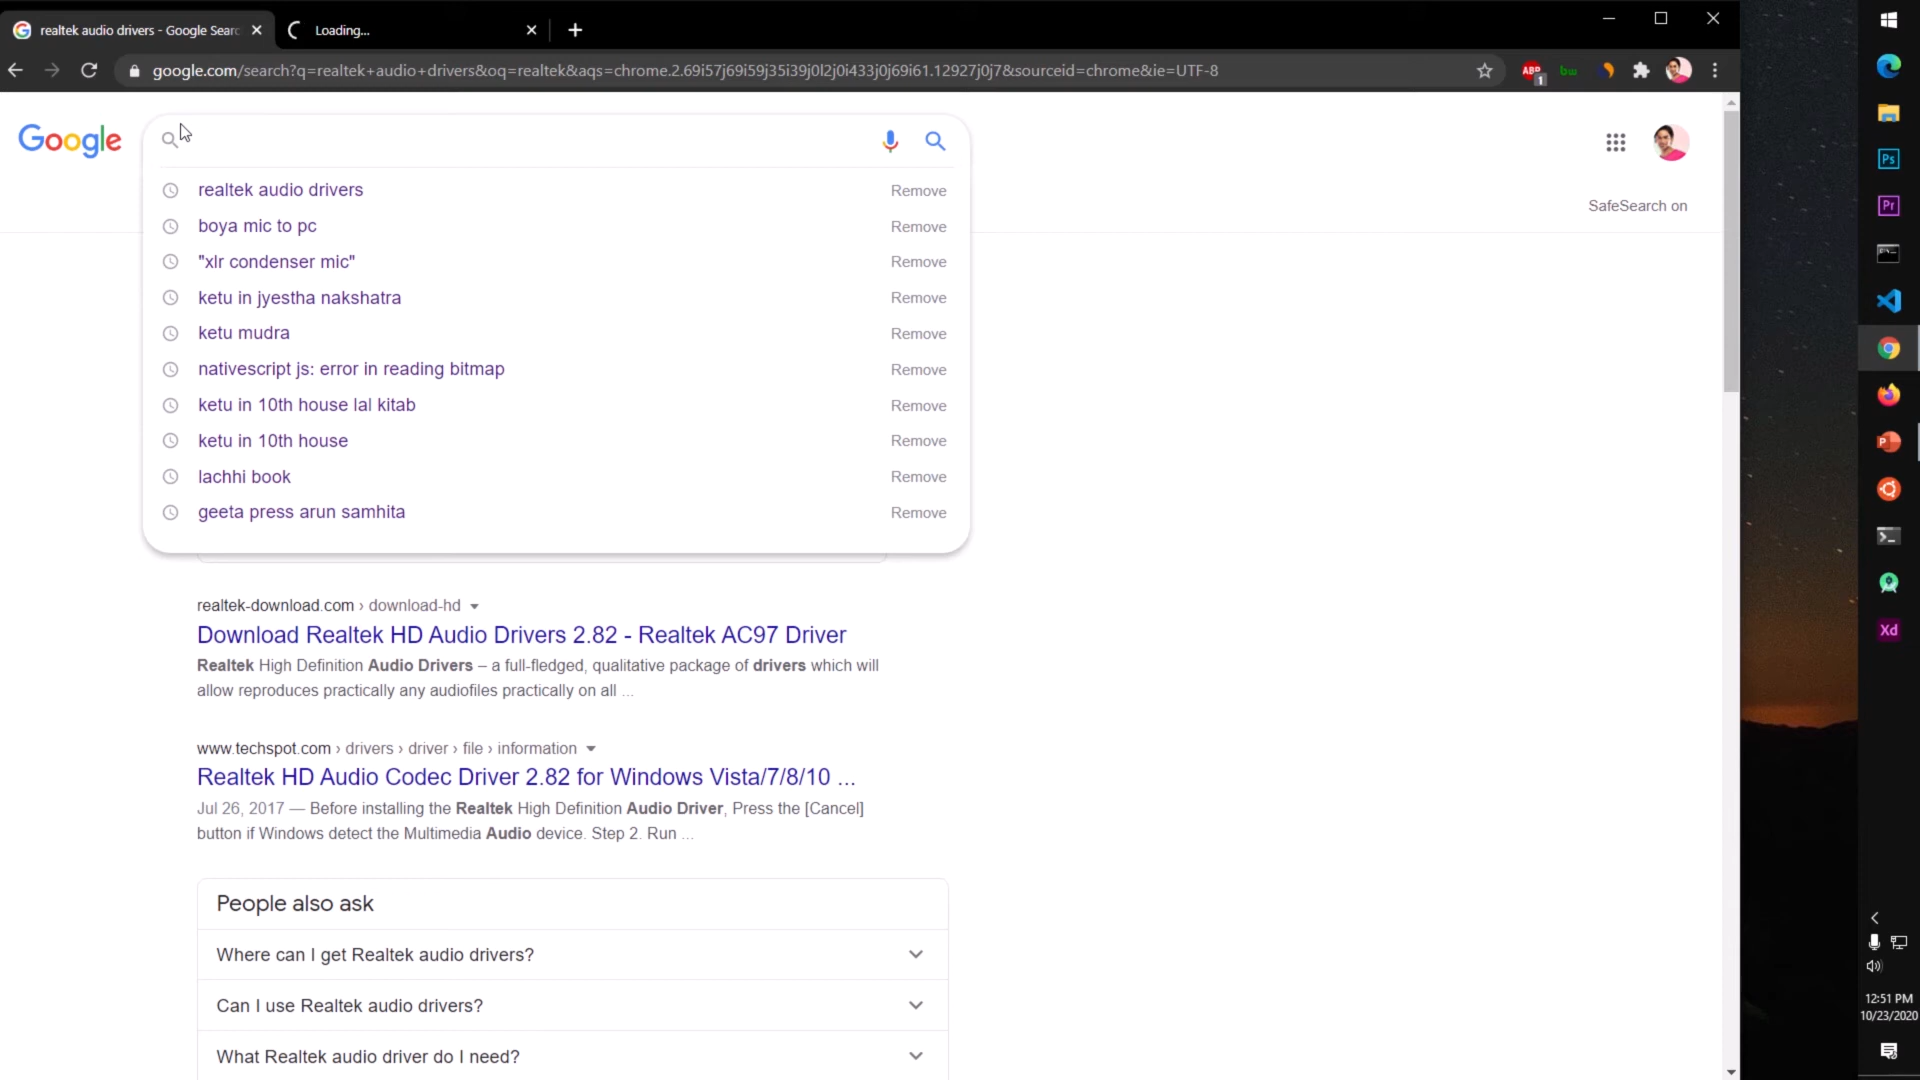 realtek audio drivers - Google Searc
Loading...
google.com/search?q=realtek+audio+drivers&oq=realtek&aqs=chrome.2.69i57j69i59j35i39j0l2j0i433j0j69i61.12927j0j7&sourceid=chrome&ie=UTF-8
ABP
1
bw
Google
realtek audio drivers Remove
boya mic to pc Remove
"xlr condenser mic" Remove
ketu in jyestha nakshatra Remove
ketu mudra Remove
nativescript js: error in reading bitmap Remove
ketu in 10th house lal kitab Remove
ketu in 10th house Remove
lachhi book Remove
geeta press arun samhita Remove
SafeSearch on
realtek-download.com › download-hd
Download Realtek HD Audio Drivers 2.82 - Realtek AC97 Driver
Realtek High Definition Audio Drivers – a full-fledged, qualitative package of drivers which will
allow reproduces practically any audiofiles practically on all ...
www.techspot.com › drivers › driver › file › information
Realtek HD Audio Codec Driver 2.82 for Windows Vista/7/8/10 ...
Jul 26, 2017 — Before installing the Realtek High Definition Audio Driver, Press the [Cancel]
button if Windows detect the Multimedia Audio device. Step 2. Run ...
People also ask
Where can I get Realtek audio drivers?
Can I use Realtek audio drivers?
What Realtek audio driver do I need?
Ps
Pr
P
Xd
12:51 PM
10/23/2020